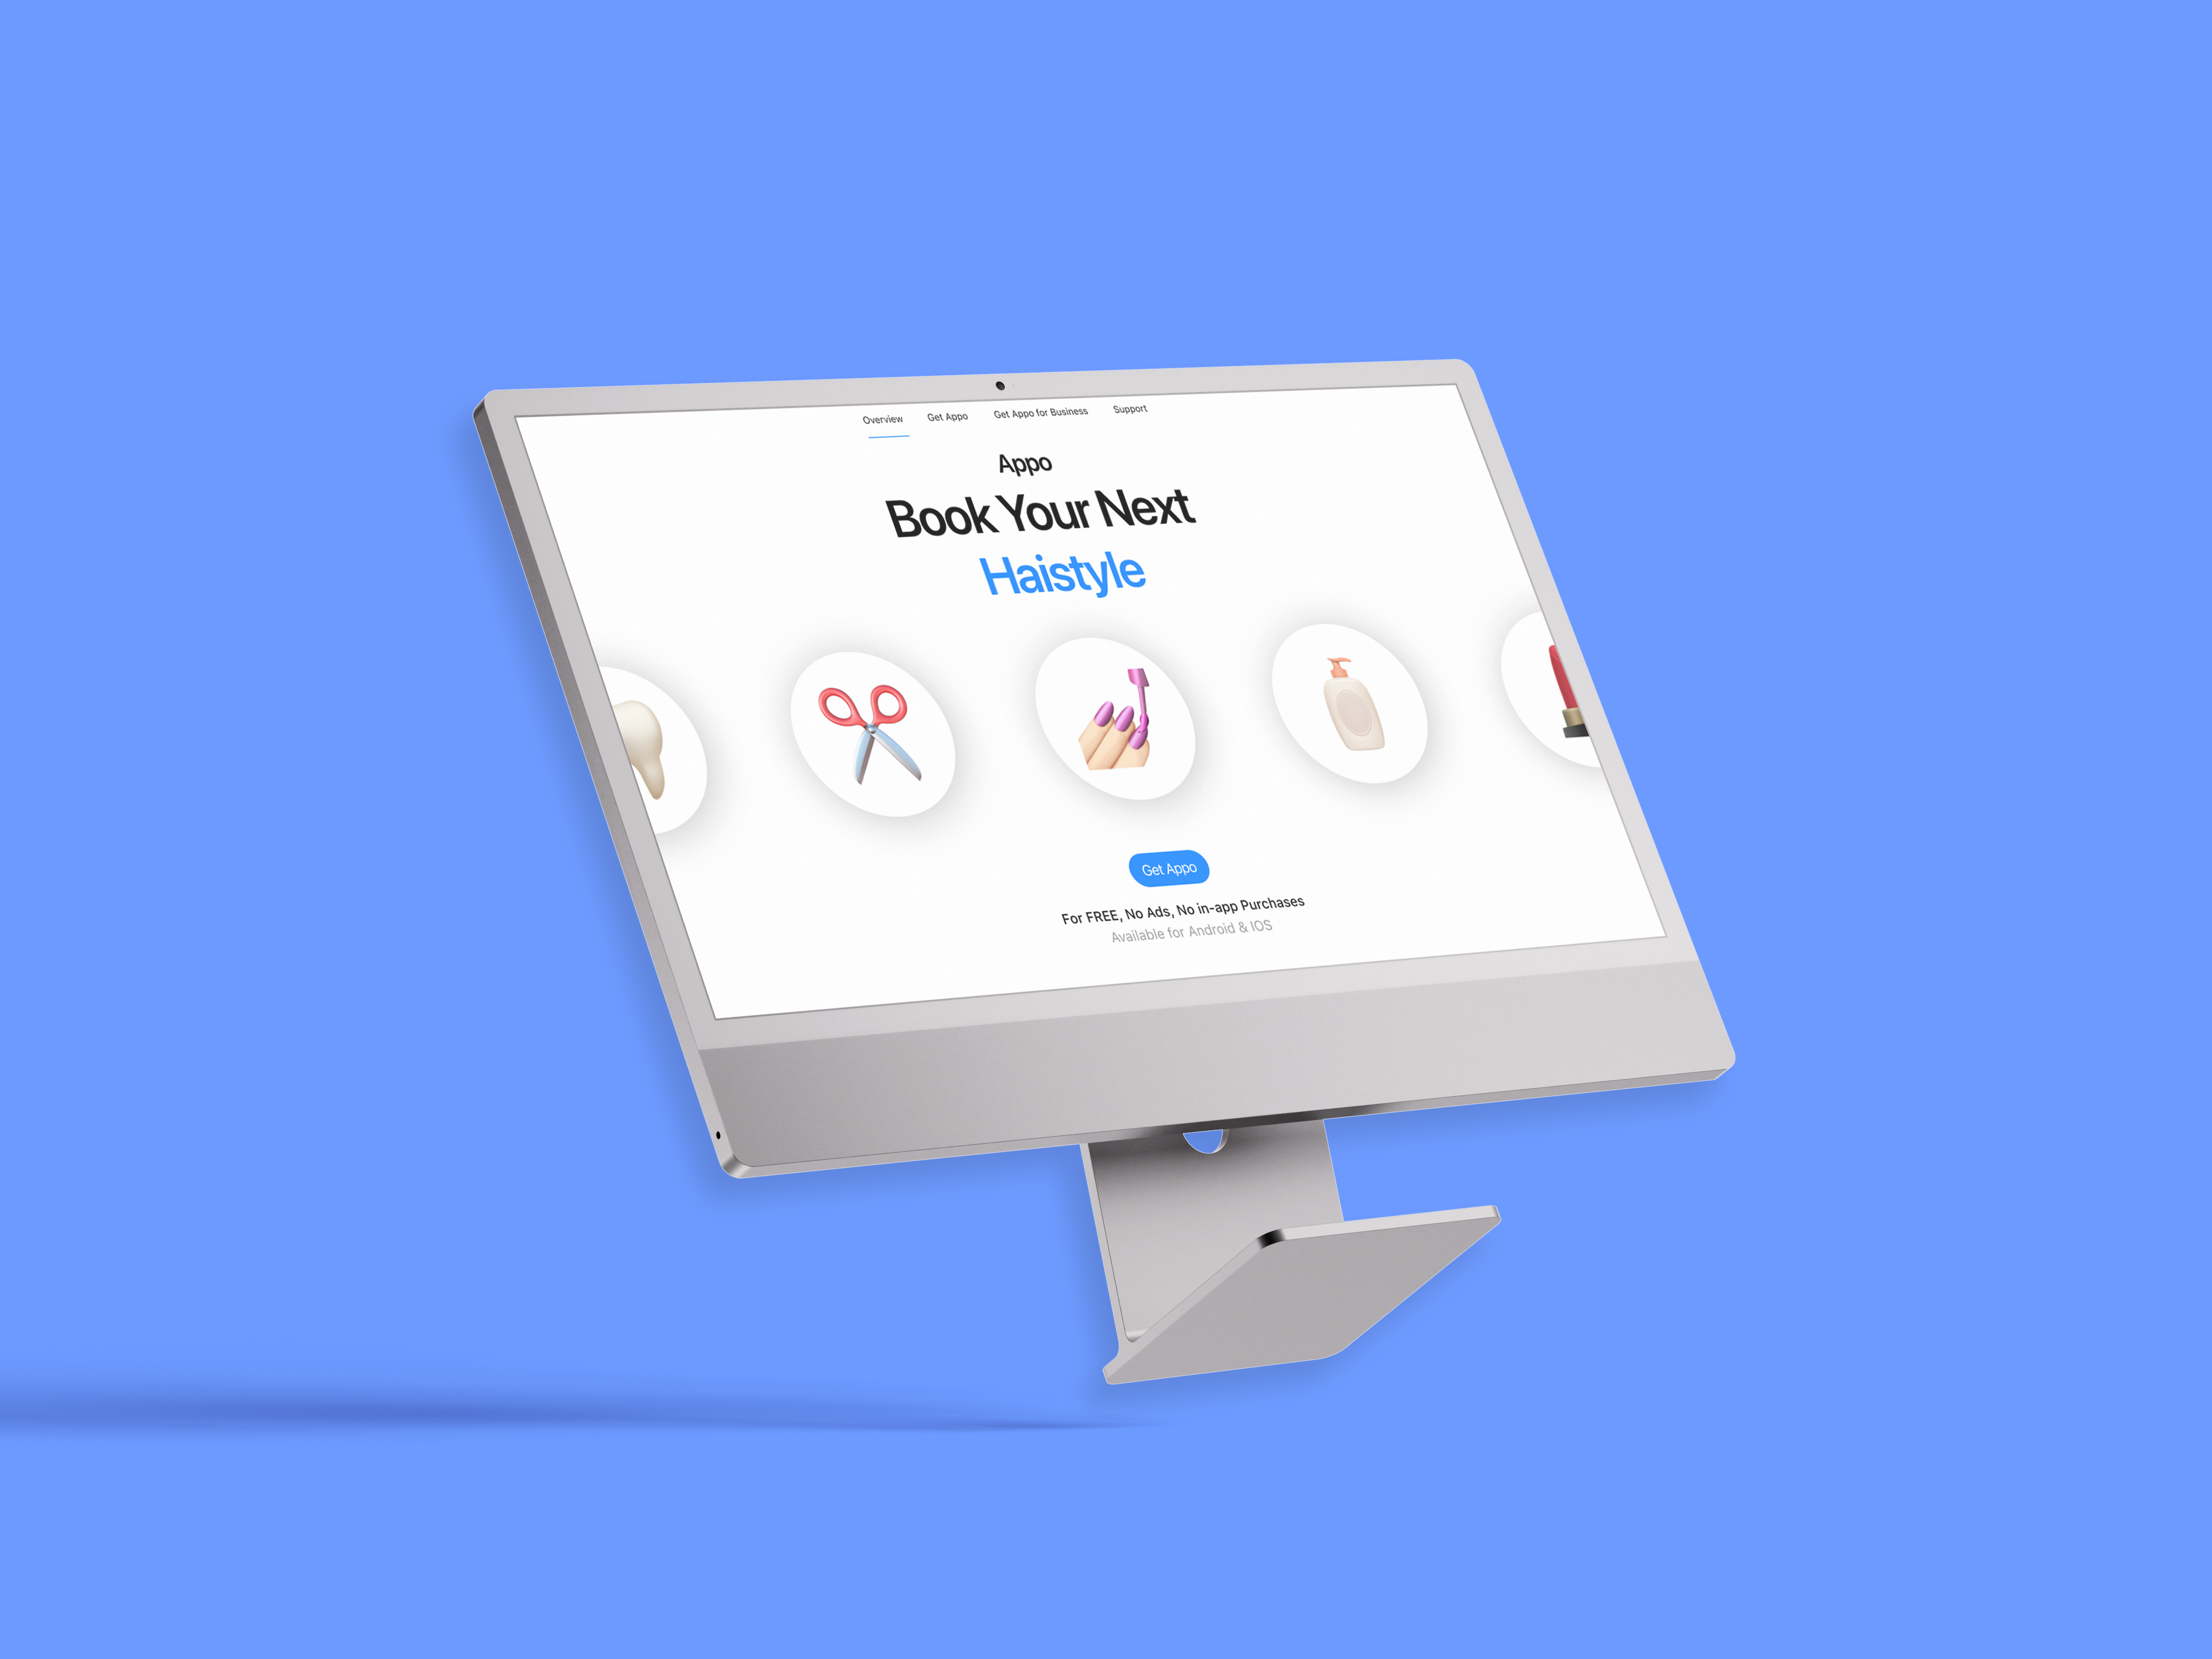 Overview Get Appo Get Appo for Business Support
Appo
Book Your Next
Haistyle
Get Appo
For FREE, No Ads, No in-app Purchases
Available for Android & IOS